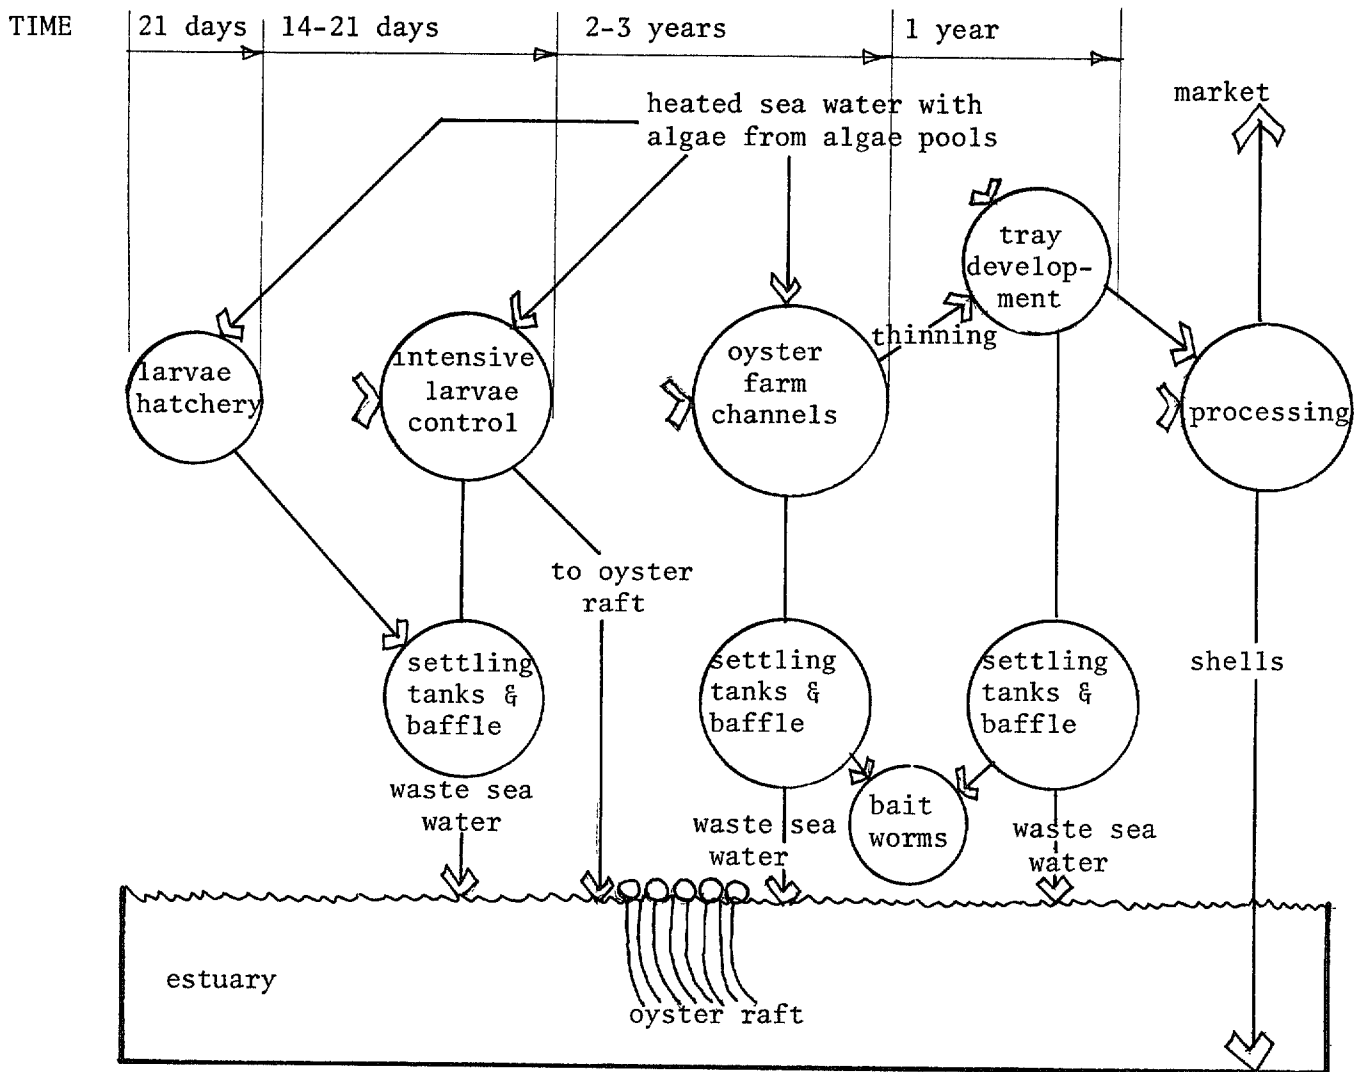 TIME
21 days
14-21 days
2-3 years
1 year
heated sea water with
algae from algae pools
market
tray
develop-
ment
thinning
larvae
hatchery
intensive
larvae
control
oyster
farm
channels
processing
to oyster
raft
settling
tanks &
baffle
settling
tanks &
baffle
settling
tanks &
baffle
shells
waste sea
water
waste sea
water
bait
worms
waste sea
water
estuary
oyster raft